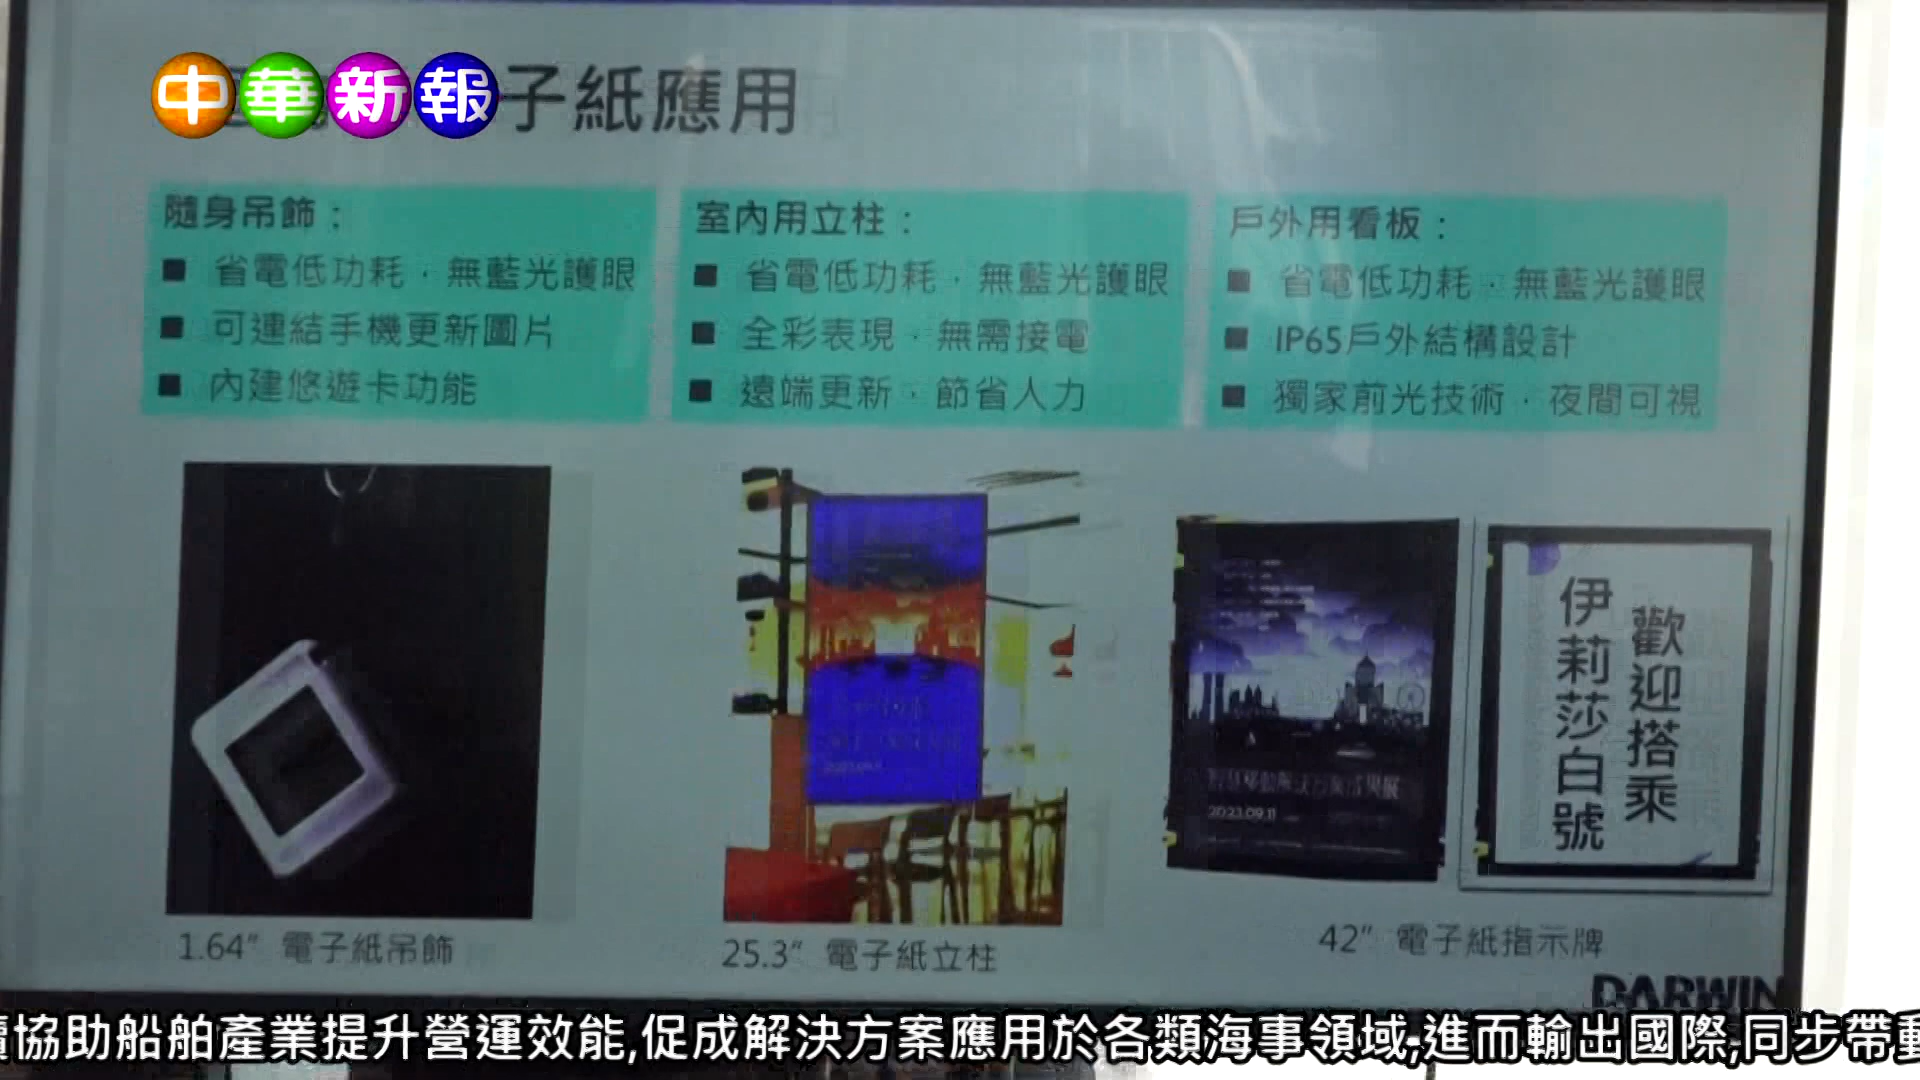 中華新報
子紙應用
隨身吊飾：
■ 省電低功耗，無藍光護眼
■ 可連結手機更新圖片
■ 內建悠遊卡功能
室內用立柱：
■ 省電低功耗，無藍光護眼
■ 全彩表現，無需接電
■ 遠端更新，節省人力
戶外用看板：
■ 省電低功耗，無藍光護眼
■ IP65戶外結構設計
■ 獨家前光技術，夜間可視
2023.09.11
歡迎搭乘
伊莉莎白號
1.64" 電子紙吊飾
25.3" 電子紙立柱
42" 電子紙指示牌
DARWIN
協助船舶產業提升營運效能,促成解決方案應用於各類海事領域,進而輸出國際,同步帶動